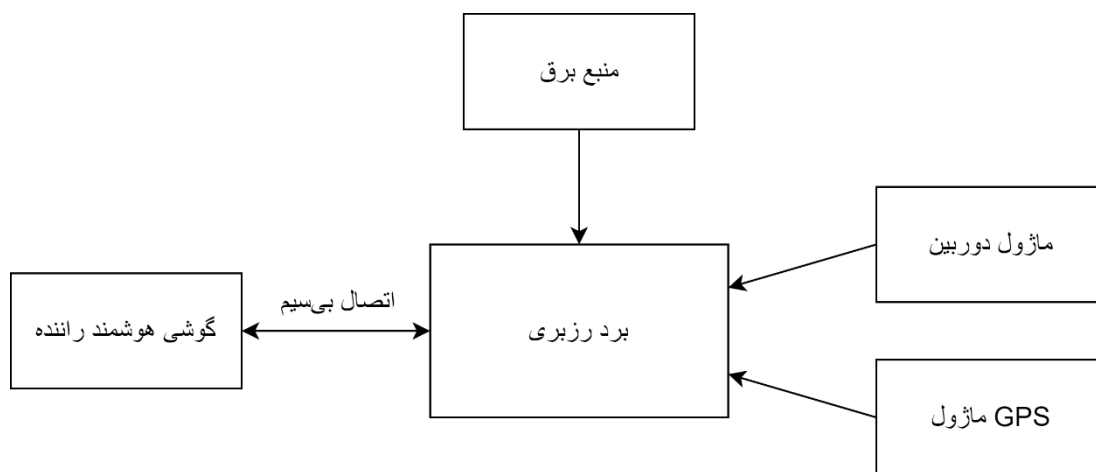 منبع برق
ماژول دوربین
اتصال بی‌سیم
برد رزبری
گوشی هوشمند راننده
ماژول GPS